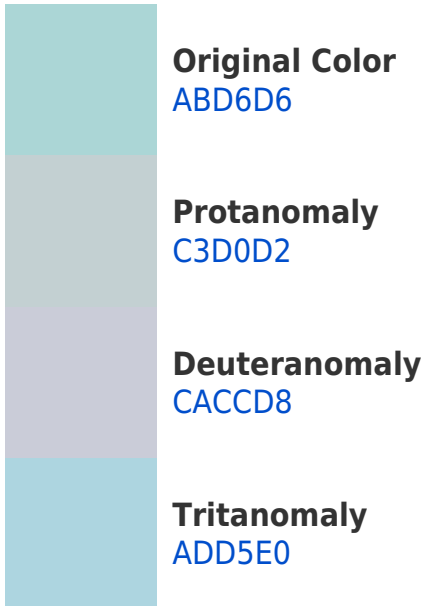 Original Color
ABD6D6
Protanomaly
C3D0D2
Deuteranomaly
CACCD8
Tritanomaly
ADD5E0